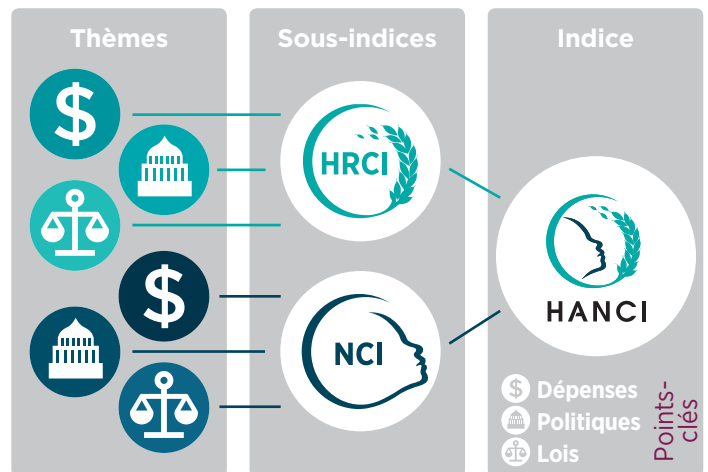 Thèmes
Sous-indices
Indice
$
HRCI
$
NCI
HANCI
$ Dépenses
Politiques
Lois
Points-
clés